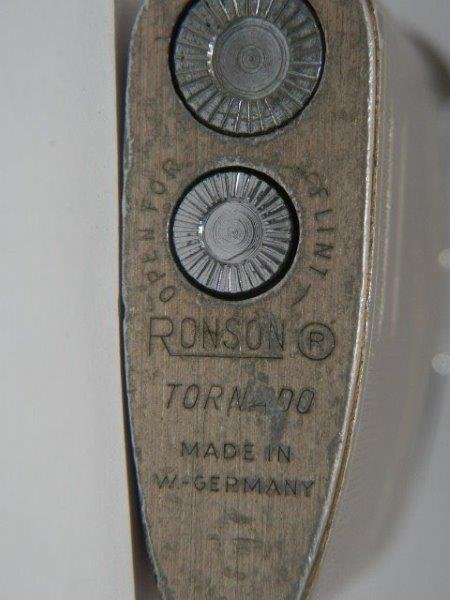 OPEN FOR FLINT
RONSON ®
TORNADO
MADE IN
W.-GERMANY